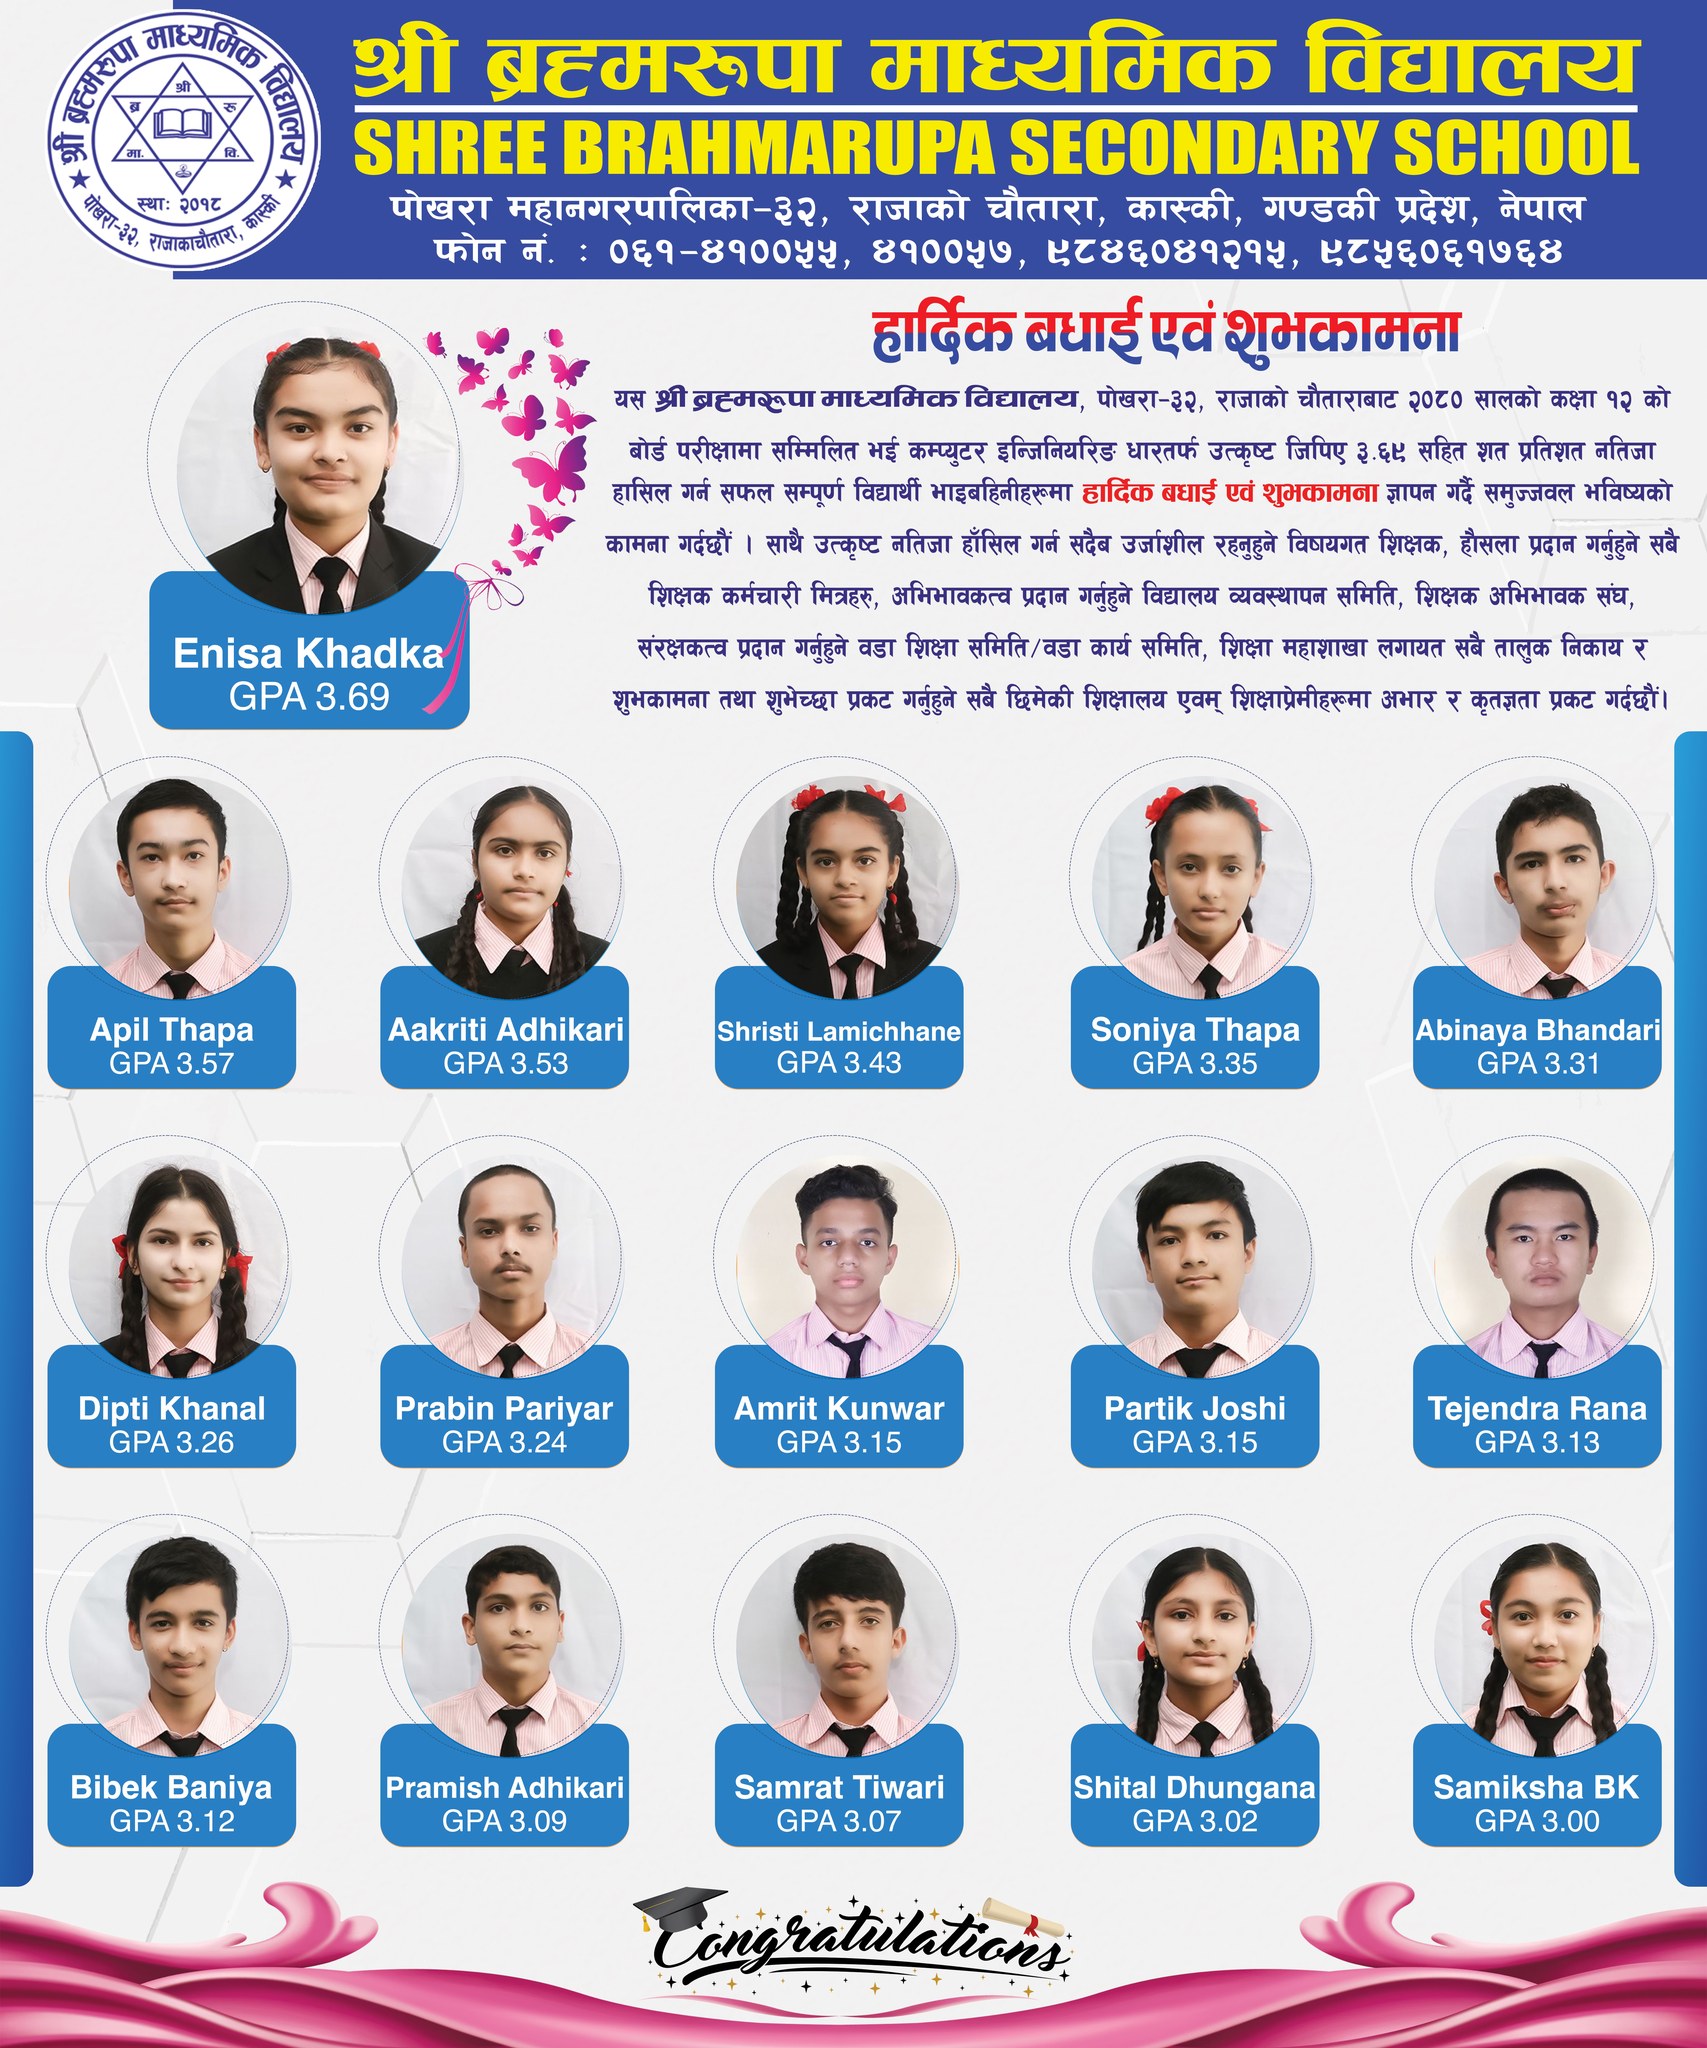 श्री ब्रह्मरुपा माध्यमिक विद्यालय
श्री
ब्र
रु
मा.
वि.
स्था: २०१८
पोखरा-३२, राजाकाचौतारा, कास्की
श्री ब्रह्मरुपा माध्यमिक विद्यालय
SHREE BRAHMARUPA SECONDARY SCHOOL
पोखरा महानगरपालिका-३२, राजाको चौतारा, कास्की, गण्डकी प्रदेश, नेपाल
फोन नं. : ०६१-४१००५५, ४१००५७, ९८४६०४१२१५, ९८५६०६१७६४
हार्दिक बधाई एवं शुभकामना
यस श्री ब्रह्मरूपा माध्यमिक विद्यालय, पोखरा-३२, राजाको चौताराबाट २०८० सालको कक्षा १२ को
बोर्ड परीक्षामा सम्मिलित भई कम्प्युटर इन्जिनियरिङ धारतर्फ उत्कृष्ट जिपिए ३.६९ सहित शत प्रतिशत नतिजा
हासिल गर्न सफल सम्पूर्ण विद्यार्थी भाइबहिनीहरूमा हार्दिक बधाई एवं शुभकामना ज्ञापन गर्दै समुज्जवल भविष्यको
कामना गर्दछौं । साथै उत्कृष्ट नतिजा हाँसिल गर्न सदैब उर्जाशील रहनुहुने विषयगत शिक्षक, हौसला प्रदान गर्नुहुने सबै
शिक्षक कर्मचारी मित्रहरु, अभिभावकत्व प्रदान गर्नुहुने विद्यालय व्यवस्थापन समिति, शिक्षक अभिभावक संघ,
संरक्षकत्व प्रदान गर्नुहुने वडा शिक्षा समिति/वडा कार्य समिति, शिक्षा महाशाखा लगायत सबै तालुक निकाय र
शुभकामना तथा शुभेच्छा प्रकट गर्नुहुने सबै छिमेकी शिक्षालय एवम् शिक्षाप्रेमीहरूमा अभार र कृतज्ञता प्रकट गर्दछौं।
Enisa Khadka
GPA 3.69
Apil Thapa
GPA 3.57
Aakriti Adhikari
GPA 3.53
Shristi Lamichhane
GPA 3.43
Soniya Thapa
GPA 3.35
Abinaya Bhandari
GPA 3.31
Dipti Khanal
GPA 3.26
Prabin Pariyar
GPA 3.24
Amrit Kunwar
GPA 3.15
Partik Joshi
GPA 3.15
Tejendra Rana
GPA 3.13
Bibek Baniya
GPA 3.12
Pramish Adhikari
GPA 3.09
Samrat Tiwari
GPA 3.07
Shital Dhungana
GPA 3.02
Samiksha BK
GPA 3.00
Congratulations